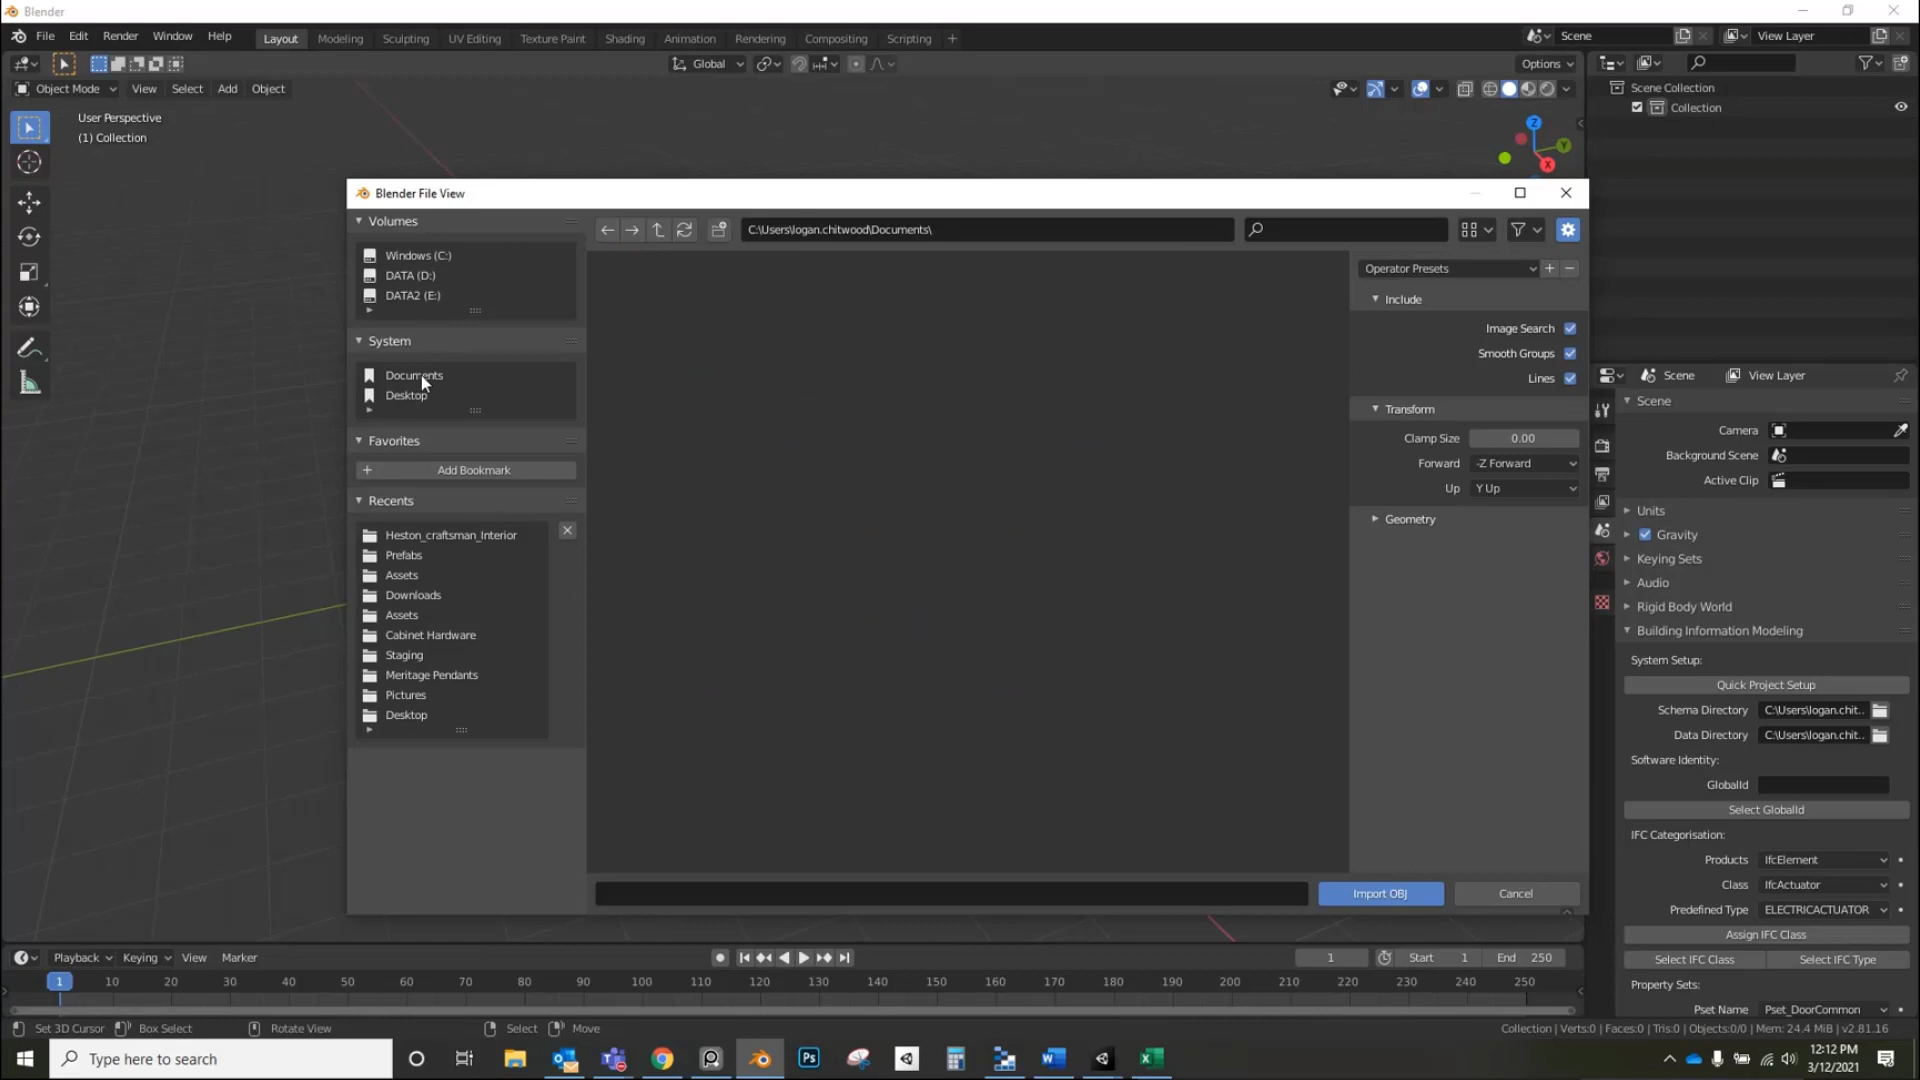 Blender
File Edit Render Window Help Layout Modeling Sculpting UV Editing Texture Paint Shading Animation Rendering Compositing Scripting + Scene View Layer
Global Options
Object Mode View Select Add Object
Scene Collection
Collection
User Perspective
(1) Collection
Z
Y
X
Blender File View
Volumes
Windows (C:)
DATA (D:)
DATA2 (E:)
System
Documents
Desktop
Favorites
+ Add Bookmark
Recents
Heston_craftsman_Interior
Prefabs
Assets
Downloads
Assets
Cabinet Hardware
Staging
Meritage Pendants
Pictures
Desktop
C:\Users\logan.chitwood\Documents\
Operator Presets
Include
Image Search
Smooth Groups
Lines
Transform
Clamp Size 0.00
Forward -Z Forward
Up Y Up
Geometry
Import OBJ Cancel
Scene View Layer
Scene
Camera
Background Scene
Active Clip
Units
Gravity
Keying Sets
Audio
Rigid Body World
Building Information Modeling
System Setup:
Quick Project Setup
Schema Directory C:\Users\logan.chit..
Data Directory C:\Users\logan.chit..
Software Identity:
GlobalId
Select GlobalId
IFC Categorisation:
Products IfcElement
Class IfcActuator
Predefined Type ELECTRICACTUATOR
Assign IFC Class
Select IFC Class Select IFC Type
Property Sets:
Pset Name Pset_DoorCommon
Playback Keying View Marker 1 Start 1 End 250
1 10 20 30 40 50 60 70 80 90 100 110 120 130 140 150 160 170 180 190 200 210 220 230 240 250
Set 3D Cursor Box Select Rotate View Select Move Collection | Verts:0 | Faces:0 | Tris:0 | Objects:0/0 | Mem: 24.4 MiB | v2.81.16
Type here to search
Ps
12:12 PM
3/12/2021